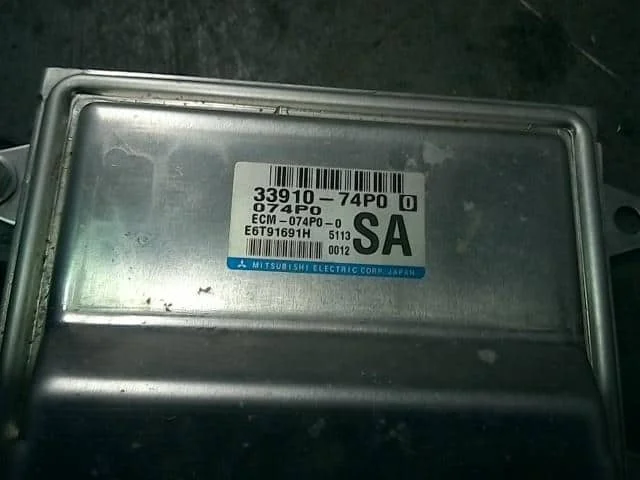 33910-74P0 0
074P0
ECM-074P0-0
E6T91691H 5113 SA
0012
MITSUBISHI ELECTRIC CORP. JAPAN